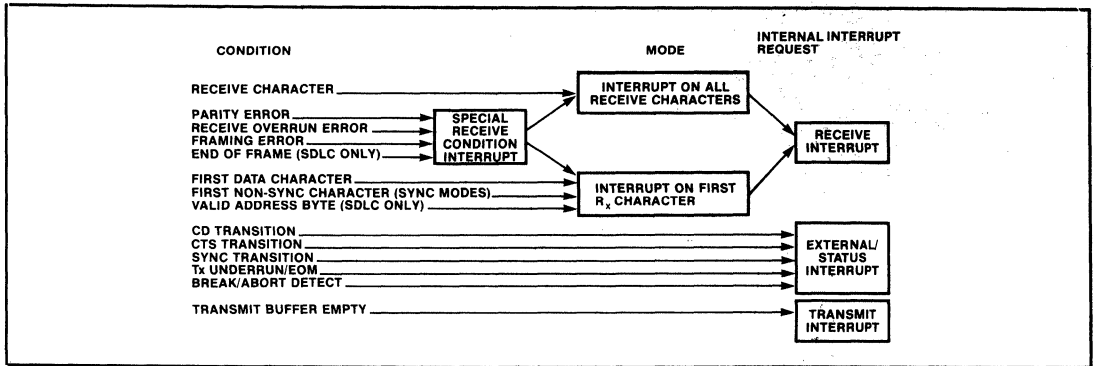 CONDITION
MODE
INTERNAL INTERRUPT
REQUEST
RECEIVE CHARACTER
INTERRUPT ON ALL
RECEIVE CHARACTERS
PARITY ERROR
RECEIVE OVERRUN ERROR
FRAMING ERROR
END OF FRAME (SDLC ONLY)
SPECIAL
RECEIVE
CONDITION
INTERRUPT
RECEIVE
INTERRUPT
FIRST DATA CHARACTER
FIRST NON-SYNC CHARACTER (SYNC MODES)
VALID ADDRESS BYTE (SDLC ONLY)
INTERRUPT ON FIRST
Rx CHARACTER
CD TRANSITION
CTS TRANSITION
SYNC TRANSITION
Tx UNDERRUN/EOM
BREAK/ABORT DETECT
EXTERNAL/
STATUS
INTERRUPT
TRANSMIT BUFFER EMPTY
TRANSMIT
INTERRUPT